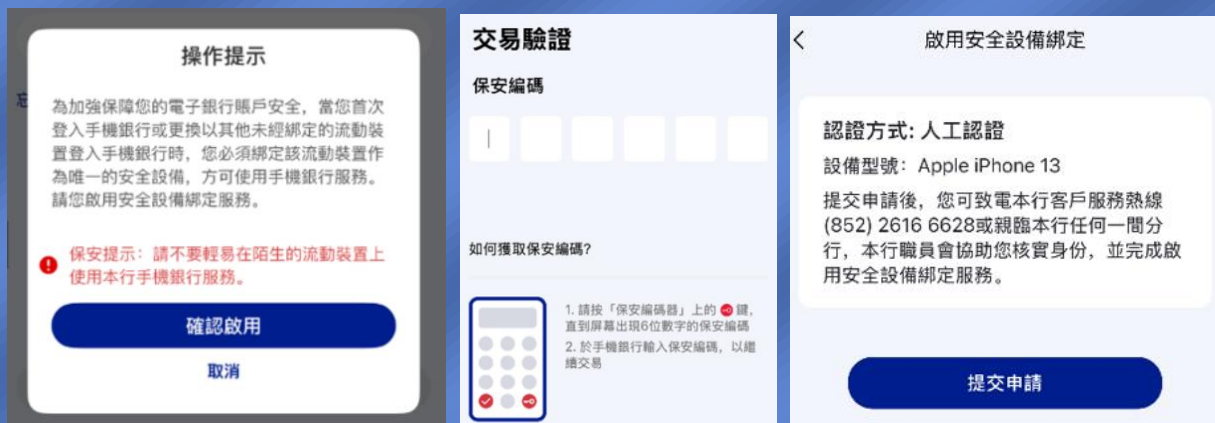 操作提示
為加強保障您的電子銀行賬戶安全，當您首次
登入手機銀行或更換以其他未經綁定的流動裝
置登入手機銀行時，您必須綁定該流動裝置作
為唯一的安全設備，方可使用手機銀行服務。
請您啟用安全設備綁定服務。
保安提示：請不要輕易在陌生的流動裝置上
使用本行手機銀行服務。
確認啟用
取消
交易驗證
保安編碼
如何獲取保安編碼?
1. 請按「保安編碼器」上的 鍵，
直到屏幕出現6位數字的保安編碼
2. 於手機銀行輸入保安編碼，以繼
續交易
啟用安全設備綁定
認證方式: 人工認證
設備型號：Apple iPhone 13
提交申請後，您可致電本行客戶服務熱線
(852) 2616 6628或親臨本行任何一間分
行，本行職員會協助您核實身份，並完成啟
用安全設備綁定服務。
提交申請